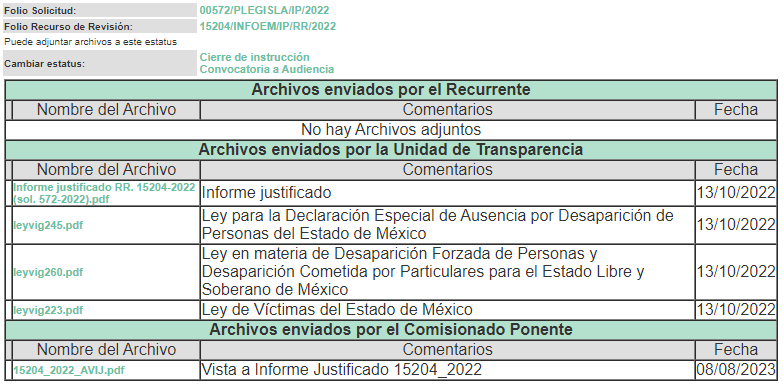 Folio Solicitud: 00572/PLEGISLA/IP/2022
Folio Recurso de Revisión: 15204/INFOEM/IP/RR/2022
Puede adjuntar archivos a este estatus
Cambiar estatus: Cierre de instrucción
Convocatoria a Audiencia
Archivos enviados por el Recurrente
Nombre del Archivo Comentarios Fecha
No hay Archivos adjuntos
Archivos enviados por la Unidad de Transparencia
Nombre del Archivo Comentarios Fecha
Informe justificado RR. 15204-2022
(sol. 572-2022).pdf Informe justificado 13/10/2022
leyvig245.pdf Ley para la Declaración Especial de Ausencia por Desaparición de
Personas del Estado de México 13/10/2022
leyvig260.pdf Ley en materia de Desaparición Forzada de Personas y
Desaparición Cometida por Particulares para el Estado Libre y
Soberano de México 13/10/2022
leyvig223.pdf Ley de Víctimas del Estado de México 13/10/2022
Archivos enviados por el Comisionado Ponente
Nombre del Archivo Comentarios Fecha
15204_2022_AVIJ.pdf Vista a Informe Justificado 15204_2022 08/08/2023